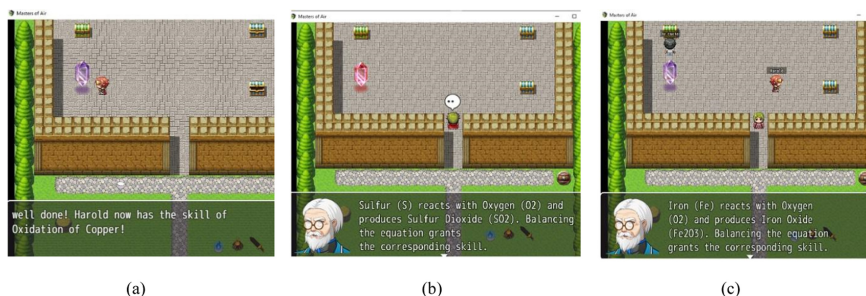 Masters of Air
Masters of Air
Masters of Air
well done! Harold now has the skill of
Oxidation of Copper!
Sulfur (S) reacts with Oxygen (O2) and
produces Sulfur Dioxide (SO2). Balancing
the equation grants
the corresponding skill.
Iron (Fe) reacts with Oxygen
(O2) and produces Iron Oxide
(Fe2O3). Balancing the equation
grants the corresponding skill.
(a)
(b)
(c)